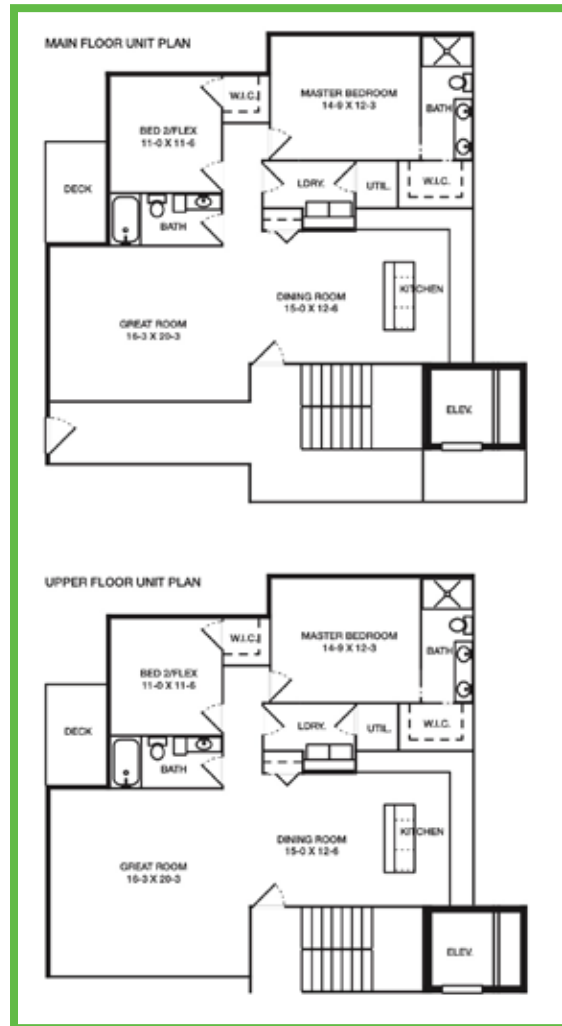 MAIN FLOOR UNIT PLAN
W.I.C.
MASTER BEDROOM
14-9 X 12-3
BATH
BED 2/FLEX
11-0 X 11-6
DECK
LDRY.
UTIL.
W.I.C.
BATH
KITCHEN
DINING ROOM
15-0 X 12-6
GREAT ROOM
16-3 X 20-3
ELEV.
UPPER FLOOR UNIT PLAN
W.I.C.
MASTER BEDROOM
14-9 X 12-3
BATH
BED 2/FLEX
11-0 X 11-6
DECK
LDRY.
UTIL.
W.I.C.
BATH
KITCHEN
DINING ROOM
15-0 X 12-6
GREAT ROOM
16-3 X 20-3
ELEV.